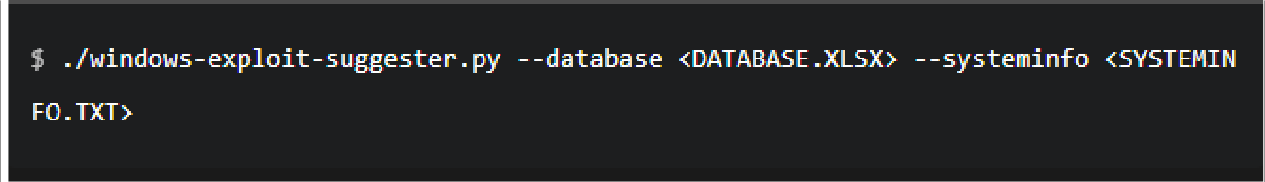 $ ./windows-exploit-suggester.py --database <DATABASE.XLSX> --systeminfo <SYSTEMIN
FO.TXT>